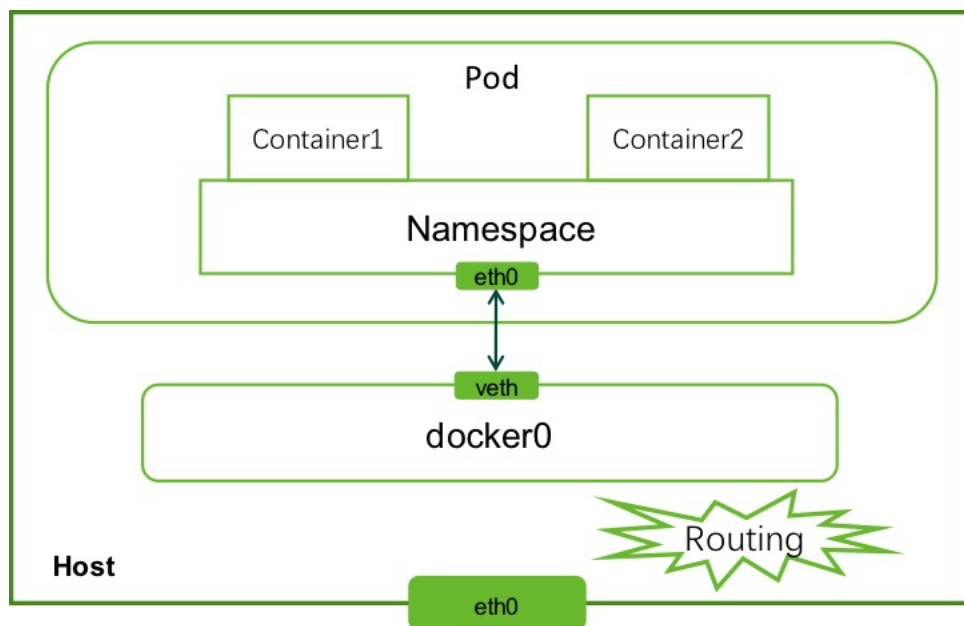 Pod
Container1
Container2
Namespace
eth0
veth
docker0
Routing
Host
eth0